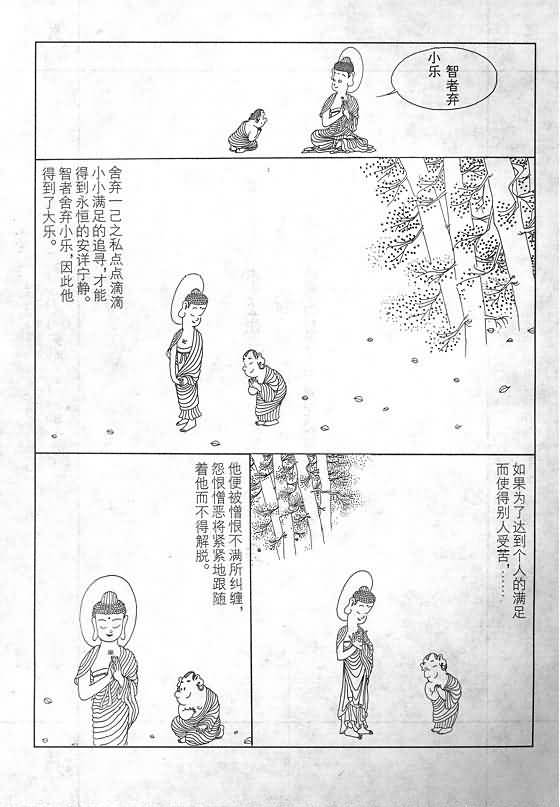 智者弃
小乐
舍弃一己之私点点滴滴
小小满足的追寻，才能
得到永恒的安详宁静。
智者舍弃小乐，因此他
得到了大乐。
如果为了达到个人的满足
而使得别人受苦，……
他便被憎恨不满所纠缠，
怨恨憎恶将紧紧地跟随
着他而不得解脱。